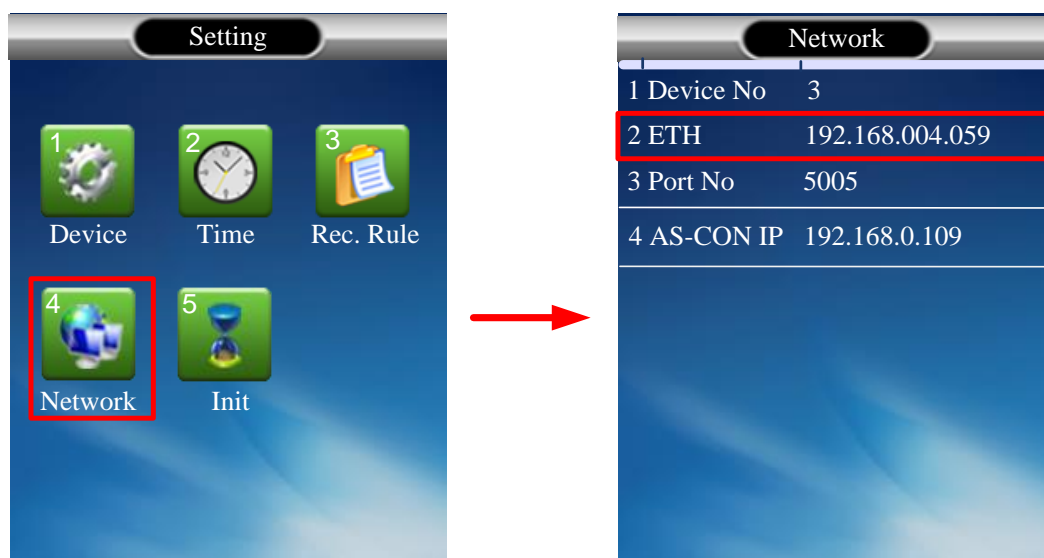 Setting
1
2
3
Device
Time
Rec. Rule
4
5
Network
Init
Network
1 Device No 3
2 ETH 192.168.004.059
3 Port No 5005
4 AS-CON IP 192.168.0.109